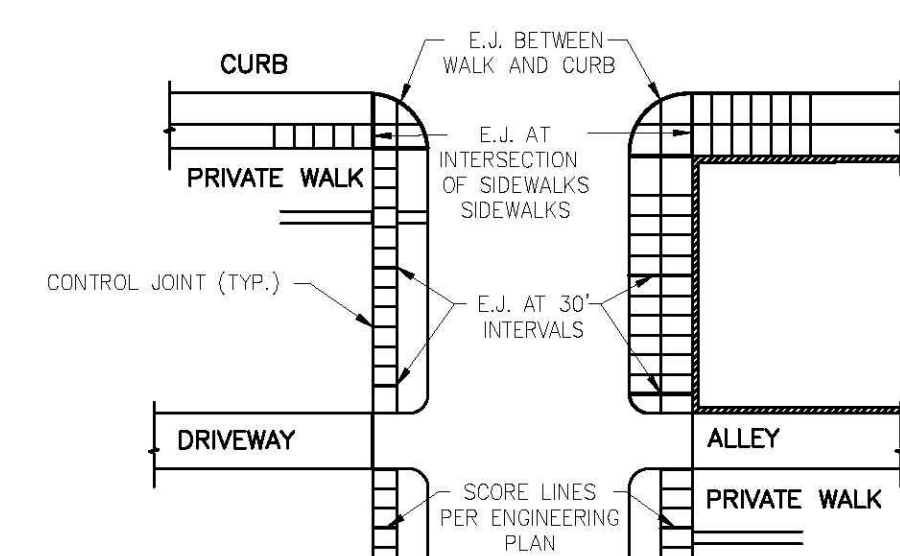 E.J. BETWEEN
WALK AND CURB
CURB
E.J. AT
INTERSECTION
OF SIDEWALKS
SIDEWALKS
PRIVATE WALK
CONTROL JOINT (TYP.)
E.J. AT 30'
INTERVALS
DRIVEWAY
ALLEY
SCORE LINES
PER ENGINEERING
PLAN
PRIVATE WALK